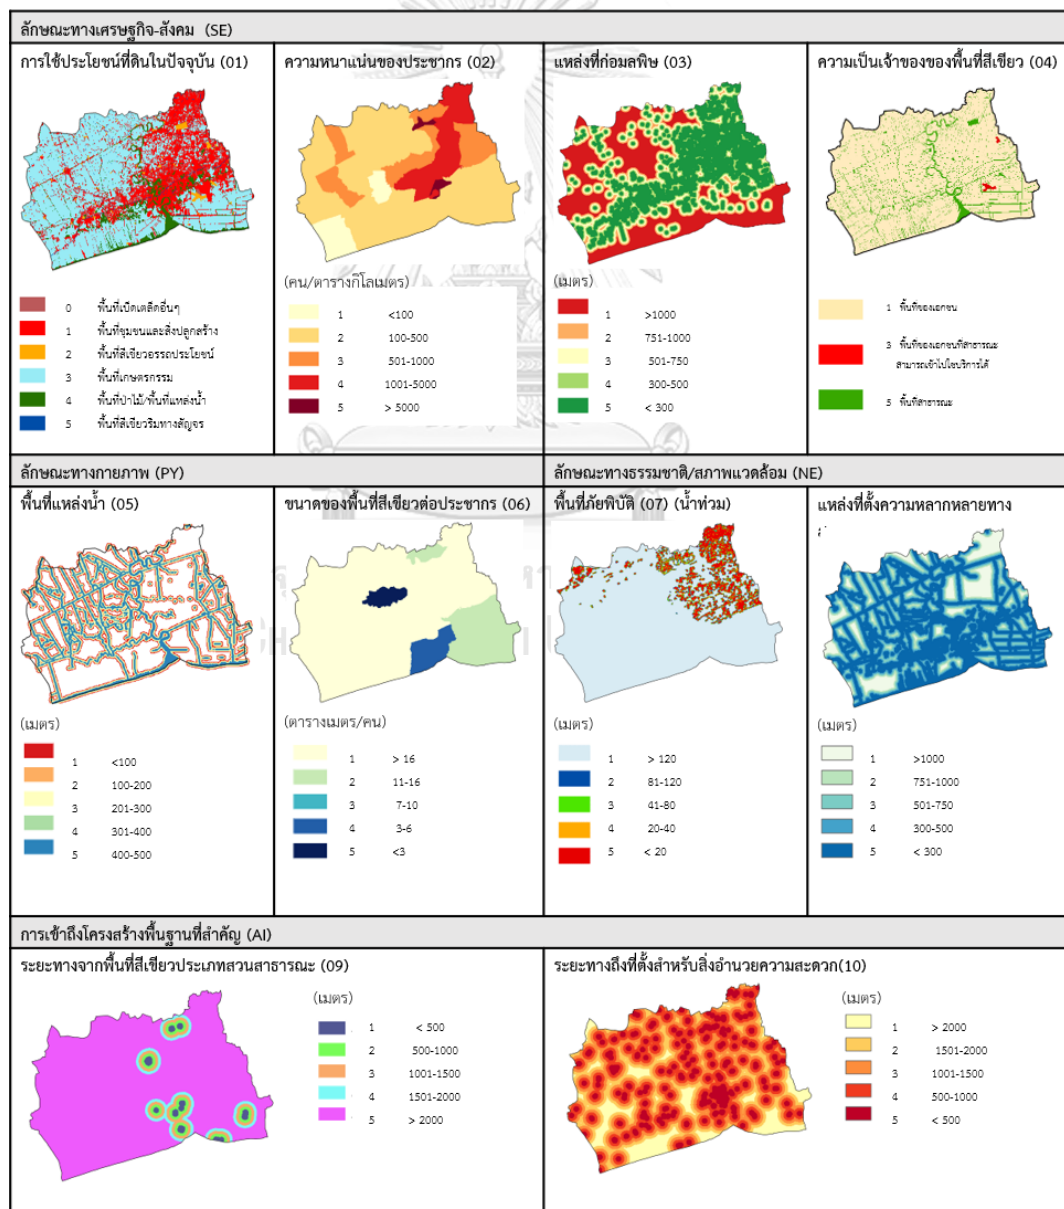 ลักษณะทางเศรษฐกิจ-สังคม (SE)
การใช้ประโยชน์ที่ดินในปัจจุบัน (01)
0 พื้นที่เบ็ดเตล็ดอื่นๆ
1 พื้นที่ชุมชนและสิ่งปลูกสร้าง
2 พื้นที่สีเขียวอรรถประโยชน์
3 พื้นที่เกษตรกรรม
4 พื้นที่ป่าไม้/พื้นที่แหล่งน้ำ
5 พื้นที่สีเขียวริมทางสัญจร
ความหนาแน่นของประชากร (02)
(คน/ตารางกิโลเมตร)
1 <100
2 100-500
3 501-1000
4 1001-5000
5 > 5000
แหล่งที่ก่อมลพิษ (03)
(เมตร)
1 >1000
2 751-1000
3 501-750
4 300-500
5 < 300
ความเป็นเจ้าของของพื้นที่สีเขียว (04)
1 พื้นที่ของเอกชน
3 พื้นที่ของเอกชนที่สาธารณะ
สามารถเข้าไปใช้บริการได้
5 พื้นที่สาธารณะ
ลักษณะทางกายภาพ (PY)
พื้นที่แหล่งน้ำ (05)
(เมตร)
1 <100
2 100-200
3 201-300
4 301-400
5 400-500
ขนาดของพื้นที่สีเขียวต่อประชากร (06)
(ตารางเมตร/คน)
1 > 16
2 11-16
3 7-10
4 3-6
5 <3
ลักษณะทางธรรมชาติ/สภาพแวดล้อม (NE)
พื้นที่ภัยพิบัติ (07) (น้ำท่วม)
(เมตร)
1 > 120
2 81-120
3 41-80
4 20-40
5 < 20
แหล่งที่ตั้งความหลากหลายทาง
(เมตร)
1 >1000
2 751-1000
3 501-750
4 300-500
5 < 300
การเข้าถึงโครงสร้างพื้นฐานที่สำคัญ (AI)
ระยะทางจากพื้นที่สีเขียวประเภทสวนสาธารณะ (09)
(เมตร)
1 < 500
2 500-1000
3 1001-1500
4 1501-2000
5 > 2000
ระยะทางถึงที่ตั้งสำหรับสิ่งอำนวยความสะดวก(10)
(เมตร)
1 > 2000
2 1501-2000
3 1001-1500
4 500-1000
5 < 500